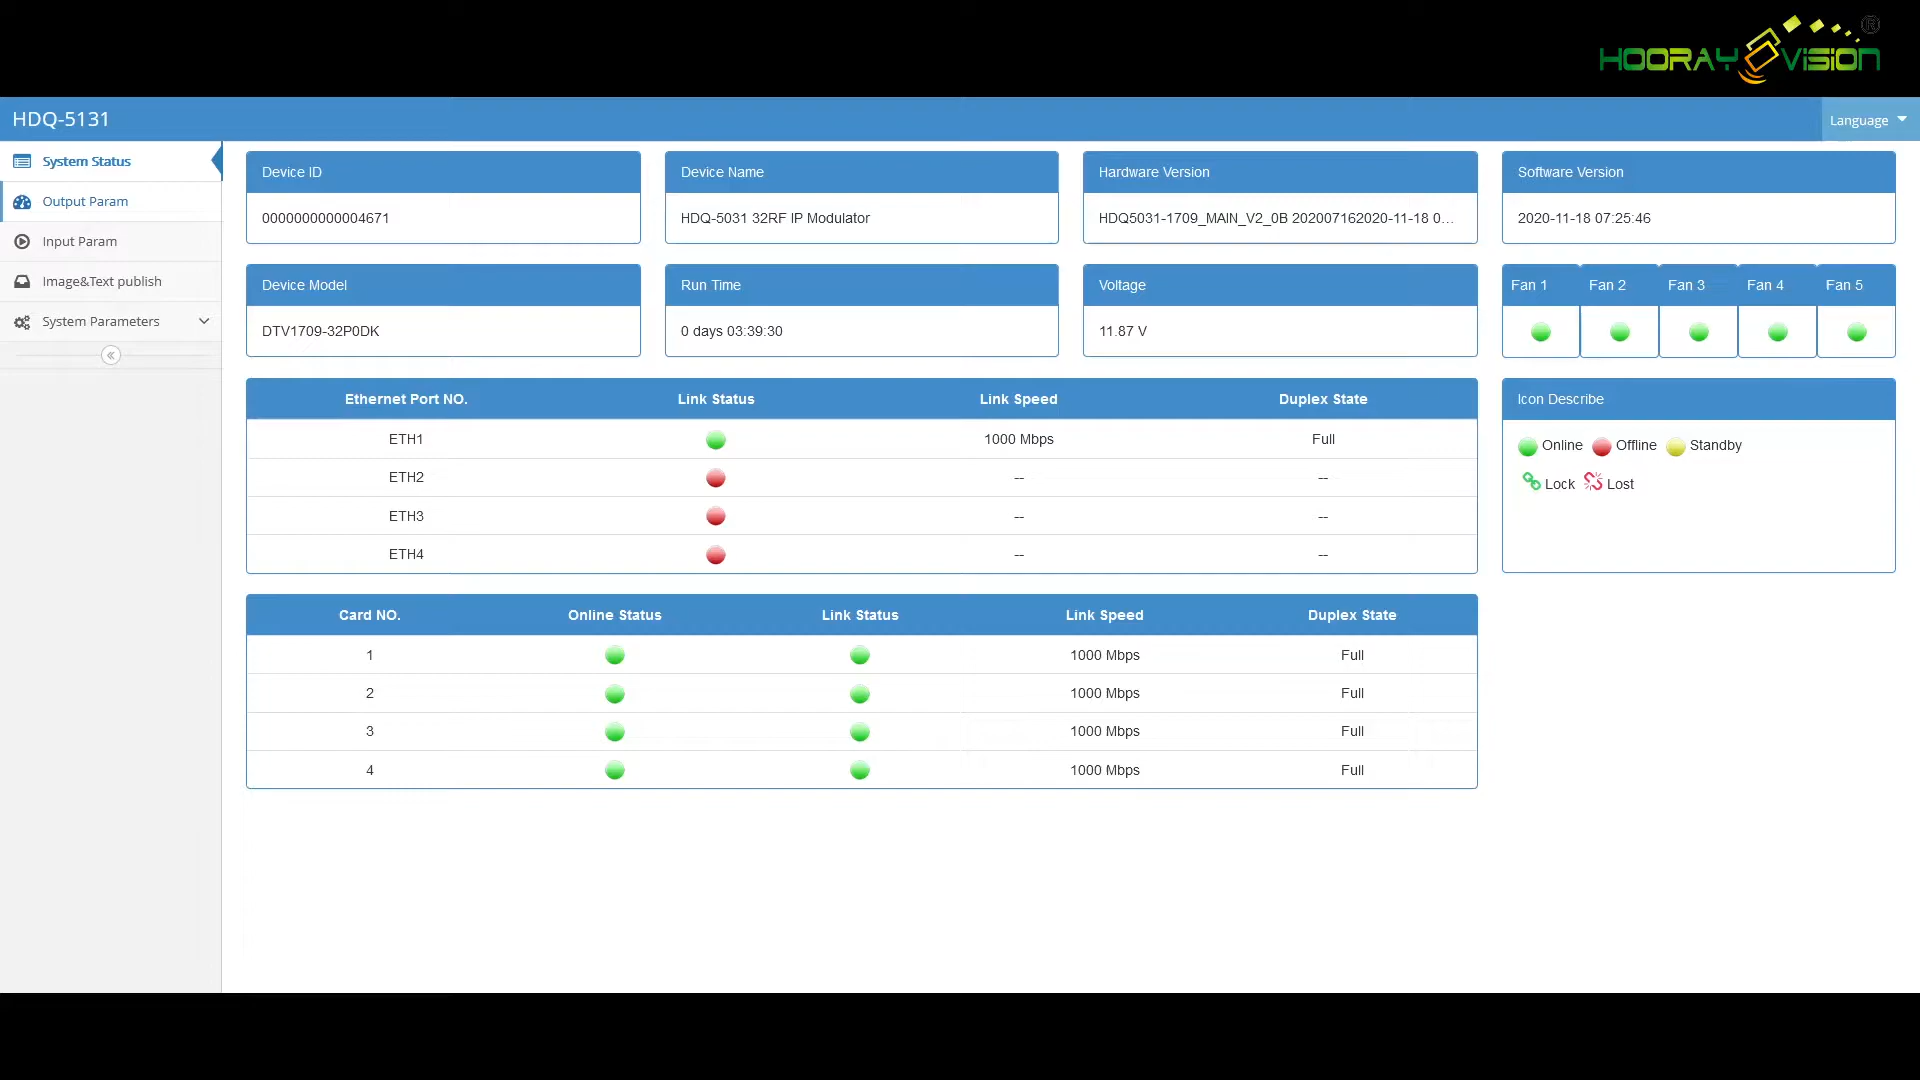 HOORAY VISION ®
HDQ-5131
Language
System Status
Output Param
Input Param
Image&Text publish
System Parameters
Device ID
0000000000004671
Device Name
HDQ-5031 32RF IP Modulator
Hardware Version
HDQ5031-1709_MAIN_V2_0B 202007162020-11-18 0...
Software Version
2020-11-18 07:25:46
Device Model
DTV1709-32P0DK
Run Time
0 days 03:39:30
Voltage
11.87 V
Fan 1 Fan 2 Fan 3 Fan 4 Fan 5
Ethernet Port NO. Link Status Link Speed Duplex State
ETH1 1000 Mbps Full
ETH2 -- --
ETH3 -- --
ETH4 -- --
Icon Describe
Online Offline Standby
Lock Lost
Card NO. Online Status Link Status Link Speed Duplex State
1 1000 Mbps Full
2 1000 Mbps Full
3 1000 Mbps Full
4 1000 Mbps Full